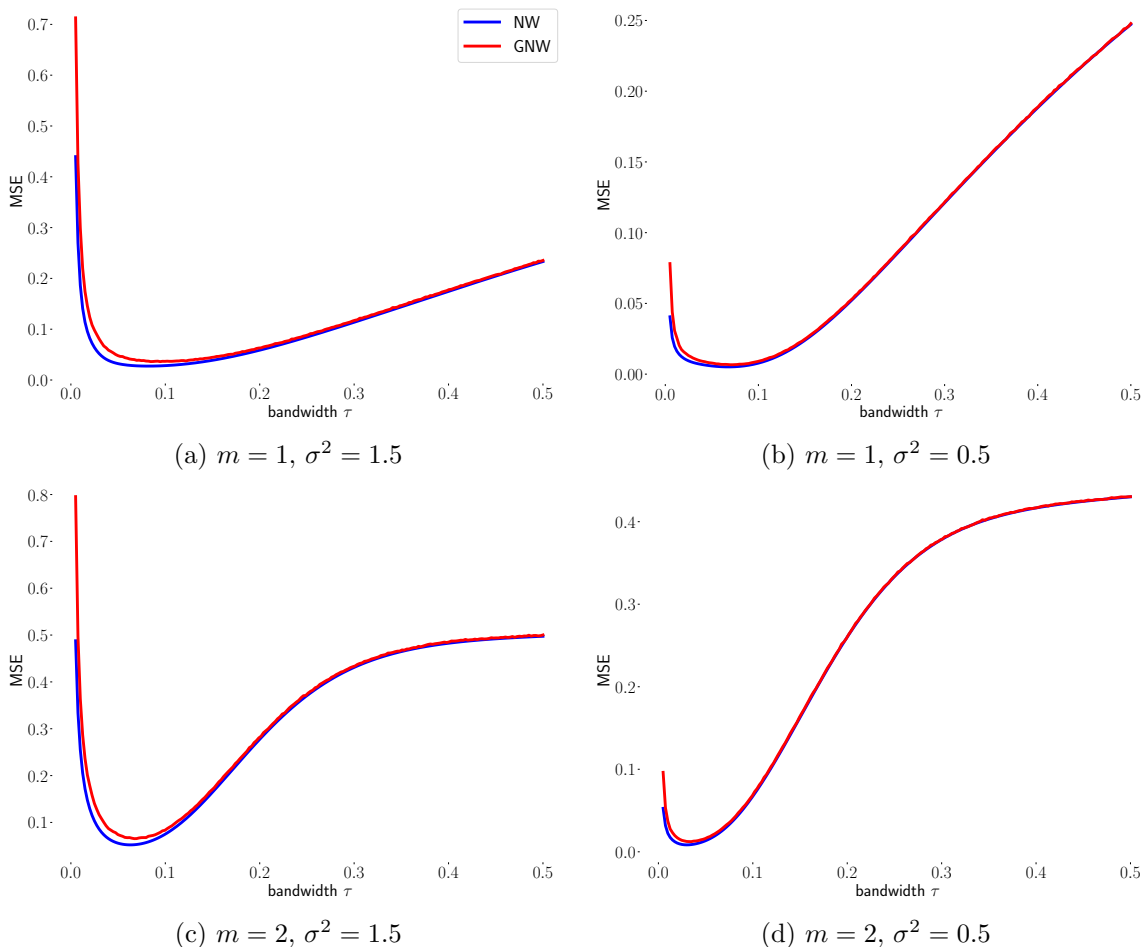 NW
GNW
MSE
0.7
0.6
0.5
0.4
0.3
0.2
0.1
0.0
0.0 0.1 0.2 0.3 0.4 0.5
bandwidth τ
(a) m = 1, σ² = 1.5
MSE
0.25
0.20
0.15
0.10
0.05
0.00
0.0 0.1 0.2 0.3 0.4 0.5
bandwidth τ
(b) m = 1, σ² = 0.5
MSE
0.8
0.7
0.6
0.5
0.4
0.3
0.2
0.1
0.0 0.1 0.2 0.3 0.4 0.5
bandwidth τ
(c) m = 2, σ² = 1.5
MSE
0.4
0.3
0.2
0.1
0.0
0.0 0.1 0.2 0.3 0.4 0.5
bandwidth τ
(d) m = 2, σ² = 0.5